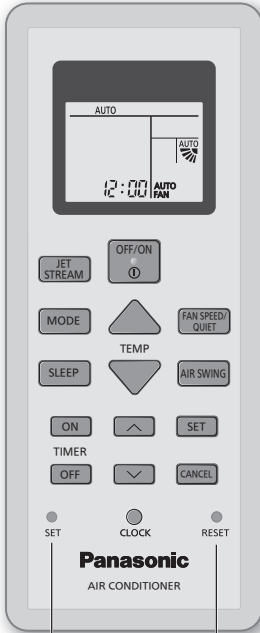 AUTO
AUTO
12:00 AUTO FAN
JET STREAM
OFF/ON
MODE
FAN SPEED/ QUIET
TEMP
SLEEP
AIR SWING
ON
SET
TIMER
OFF
CANCEL
SET
CLOCK
RESET
Panasonic
AIR CONDITIONER